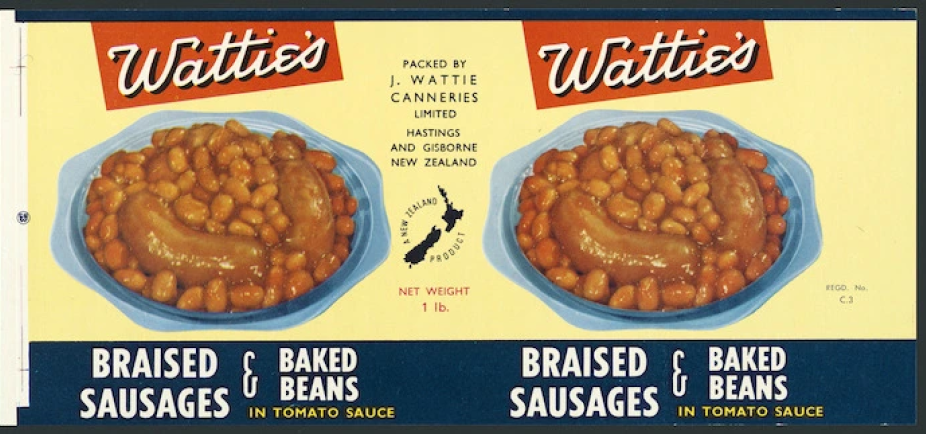 Wattie's
BRAISED & BAKED
SAUSAGES BEANS
IN TOMATO SAUCE
PACKED BY
J. WATTIE
CANNERIES
LIMITED
HASTINGS
AND GISBORNE
NEW ZEALAND
A NEW ZEALAND
PRODUCT
NET WEIGHT
1 lb.
Wattie's
BRAISED & BAKED
SAUSAGES BEANS
IN TOMATO SAUCE
REGD. No.
C.3